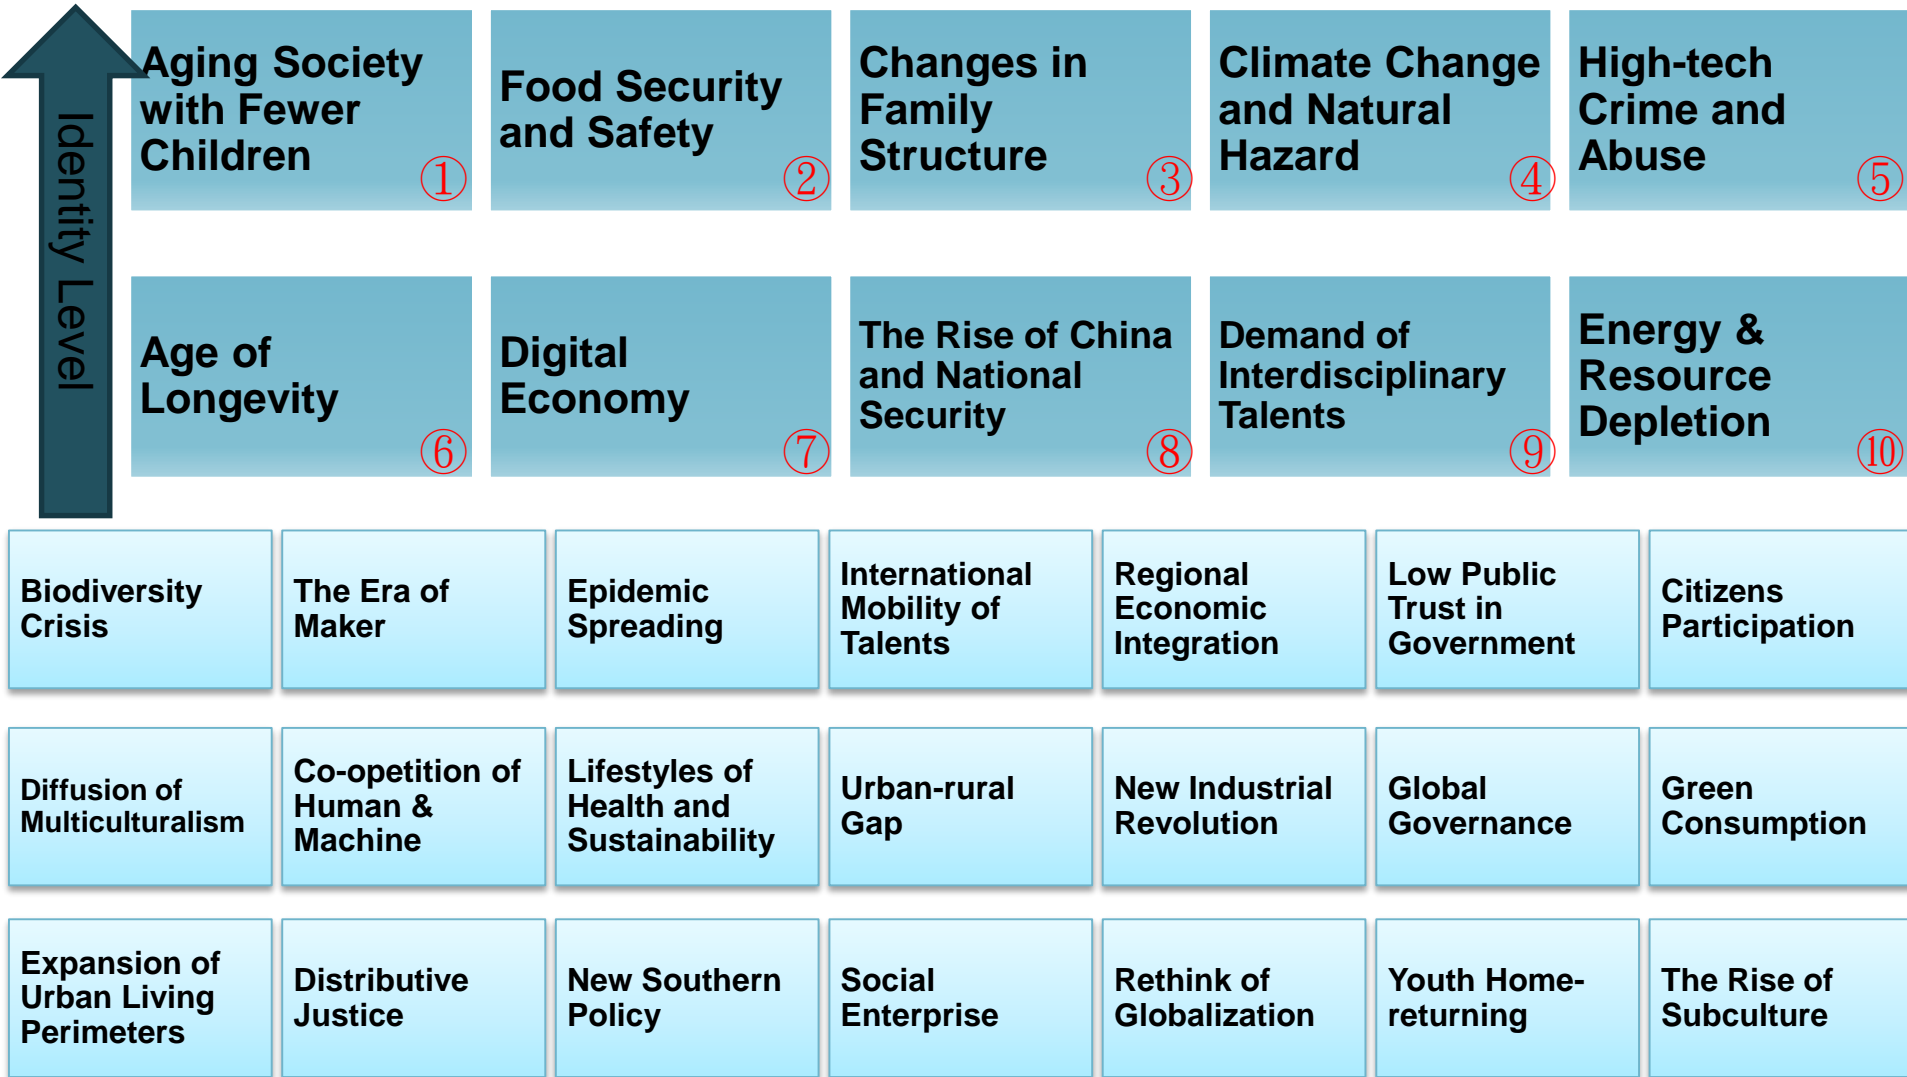 Identity Level
Aging Society
with Fewer
Children
①
Food Security
and Safety
②
Changes in
Family
Structure
③
Climate Change
and Natural
Hazard
④
High-tech
Crime and
Abuse
⑤
Age of
Longevity
⑥
Digital
Economy
⑦
The Rise of China
and National
Security
⑧
Demand of
Interdisciplinary
Talents
⑨
Energy &
Resource
Depletion
⑩
Biodiversity
Crisis
The Era of
Maker
Epidemic
Spreading
International
Mobility of
Talents
Regional
Economic
Integration
Low Public
Trust in
Government
Citizens
Participation
Diffusion of
Multiculturalism
Co-opetition of
Human &
Machine
Lifestyles of
Health and
Sustainability
Urban-rural
Gap
New Industrial
Revolution
Global
Governance
Green
Consumption
Expansion of
Urban Living
Perimeters
Distributive
Justice
New Southern
Policy
Social
Enterprise
Rethink of
Globalization
Youth Home-
returning
The Rise of
Subculture